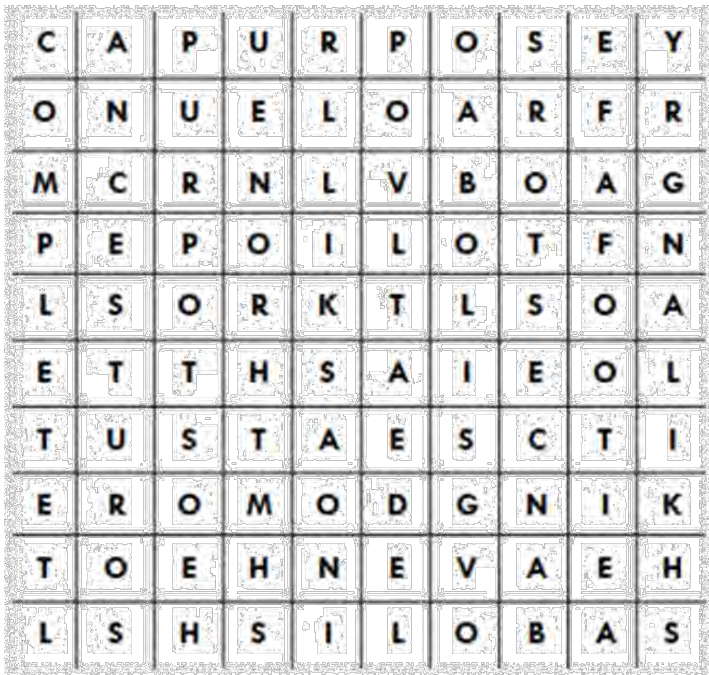 C A P U R P O S E Y
O N U E L O A R F R
M C R N L V B O A G
P E P O I L O T F N
L S O R K T L S O A
E T T H S A I E O L
T U S T A E S C T I
E R O M O D G N I K
T O E H N E V A E H
L S H S I L O B A S